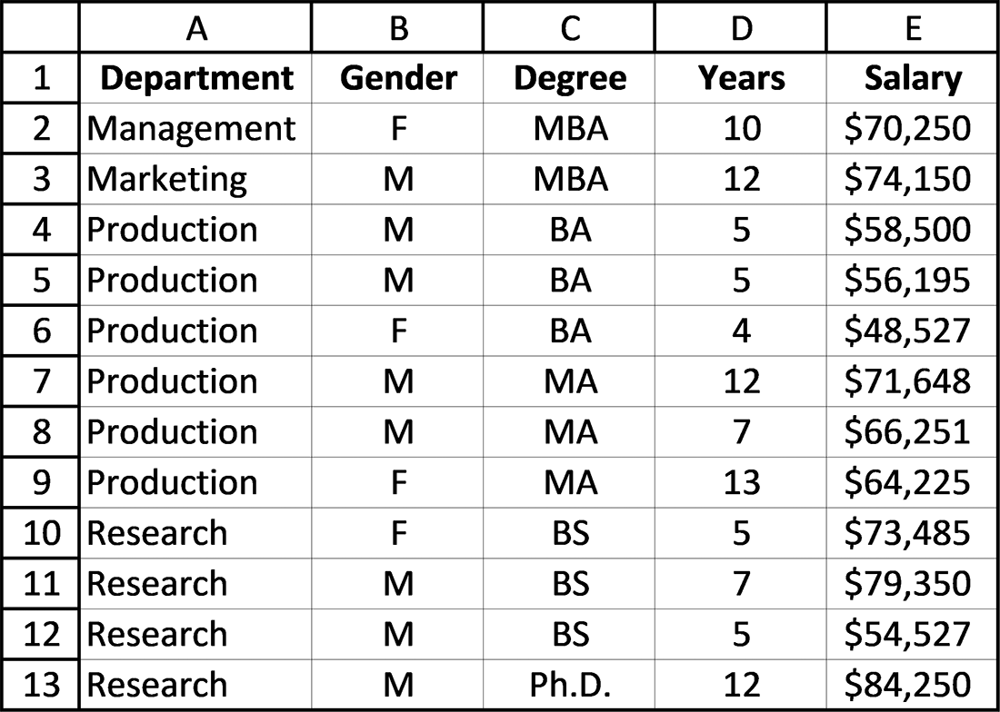 A B C D E
1 Department Gender Degree Years Salary
2 Management F MBA 10 $70,250
3 Marketing M MBA 12 $74,150
4 Production M BA 5 $58,500
5 Production M BA 5 $56,195
6 Production F BA 4 $48,527
7 Production M MA 12 $71,648
8 Production M MA 7 $66,251
9 Production F MA 13 $64,225
10 Research F BS 5 $73,485
11 Research M BS 7 $79,350
12 Research M BS 5 $54,527
13 Research M Ph.D. 12 $84,250